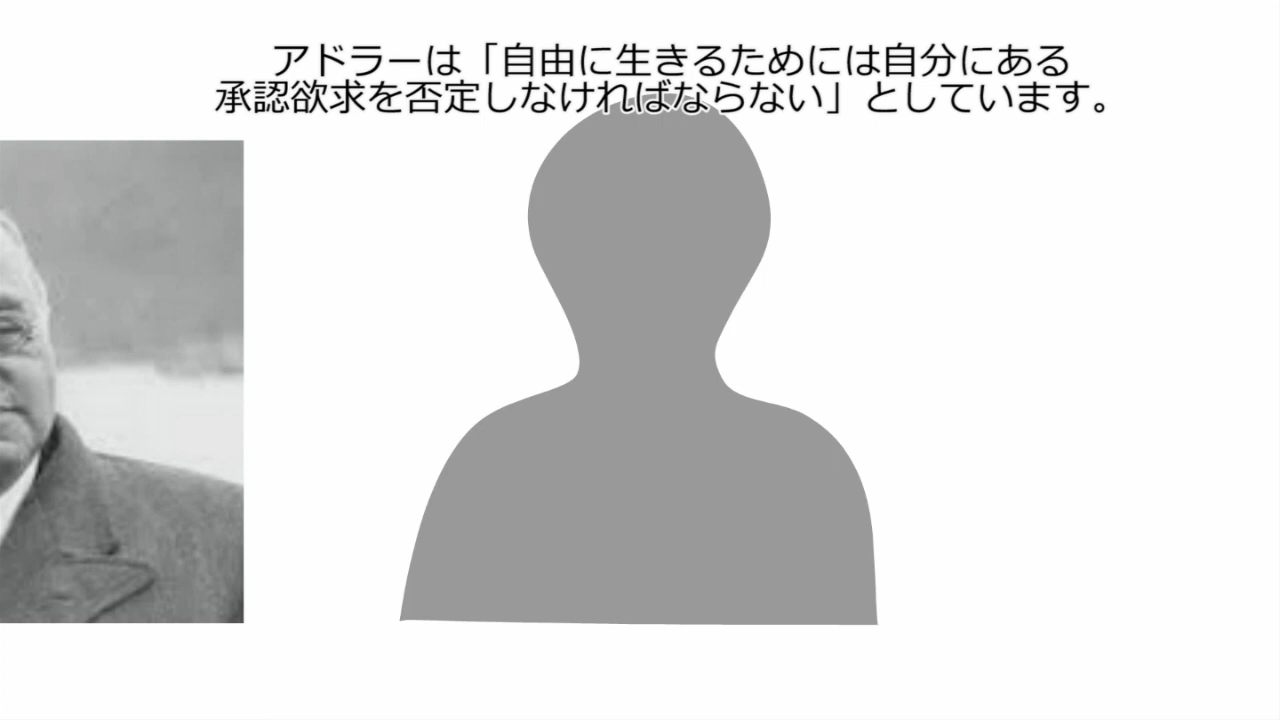 アドラーは「自由に生きるためには自分にある
承認欲求を否定しなければならない」としています。